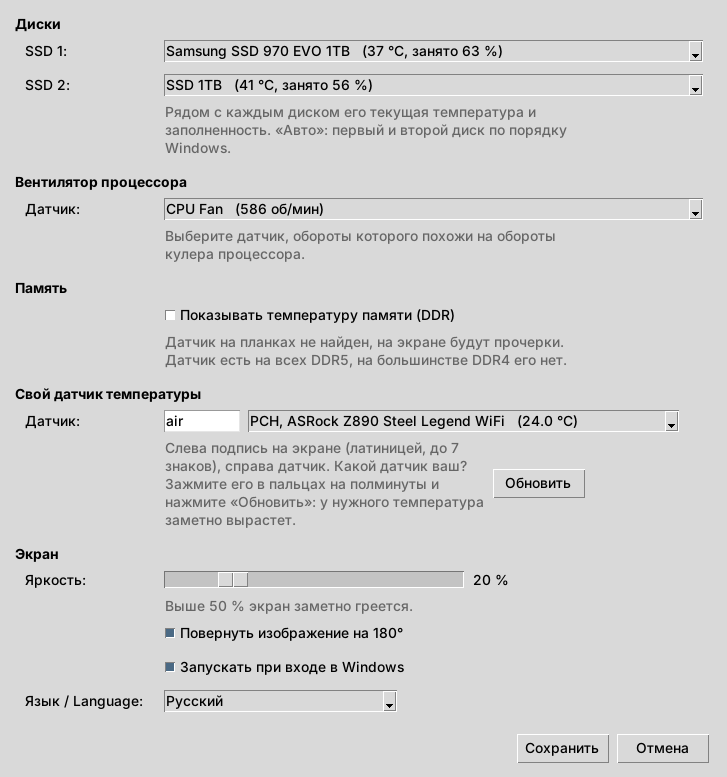 Диски
SSD 1: Samsung SSD 970 EVO 1TB (37 °C, занято 63 %)
SSD 2: SSD 1TB (41 °C, занято 56 %)
Рядом с каждым диском его текущая температура и
заполненность. «Авто»: первый и второй диск по порядку
Windows.
Вентилятор процессора
Датчик: CPU Fan (586 об/мин)
Выберите датчик, обороты которого похожи на обороты
кулера процессора.
Память
Показывать температуру памяти (DDR)
Датчик на планках не найден, на экране будут прочерки.
Датчик есть на всех DDR5, на большинстве DDR4 его нет.
Свой датчик температуры
Датчик: air PCH, ASRock Z890 Steel Legend WiFi (24.0 °C)
Слева подпись на экране (латиницей, до 7
знаков), справа датчик. Какой датчик ваш?
Зажмите его в пальцах на полминуты и
нажмите «Обновить»: у нужного температура
заметно вырастет.
Обновить
Экран
Яркость: 20 %
Выше 50 % экран заметно греется.
Повернуть изображение на 180°
Запускать при входе в Windows
Язык / Language: Русский
Сохранить Отмена